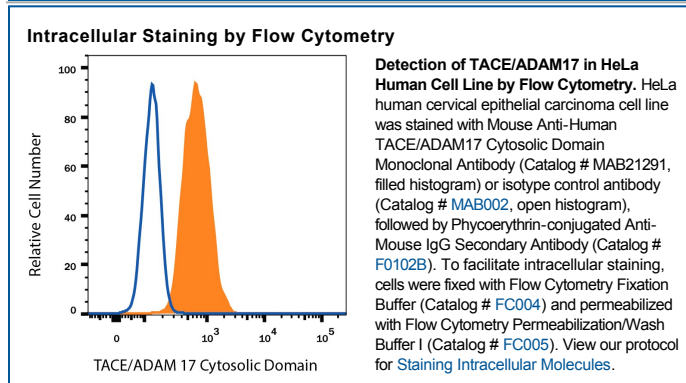 Intracellular Staining by Flow Cytometry
Relative Cell Number
100
80
60
40
20
0
0
10³
10⁴
10⁵
TACE/ADAM 17 Cytosolic Domain
Detection of TACE/ADAM17 in HeLa
Human Cell Line by Flow Cytometry. HeLa
human cervical epithelial carcinoma cell line
was stained with Mouse Anti-Human
TACE/ADAM17 Cytosolic Domain
Monoclonal Antibody (Catalog # MAB21291,
filled histogram) or isotype control antibody
(Catalog # MAB002, open histogram),
followed by Phycoerythrin-conjugated Anti-
Mouse IgG Secondary Antibody (Catalog #
F0102B). To facilitate intracellular staining,
cells were fixed with Flow Cytometry Fixation
Buffer (Catalog # FC004) and permeabilized
with Flow Cytometry Permeabilization/Wash
Buffer I (Catalog # FC005). View our protocol
for Staining Intracellular Molecules.